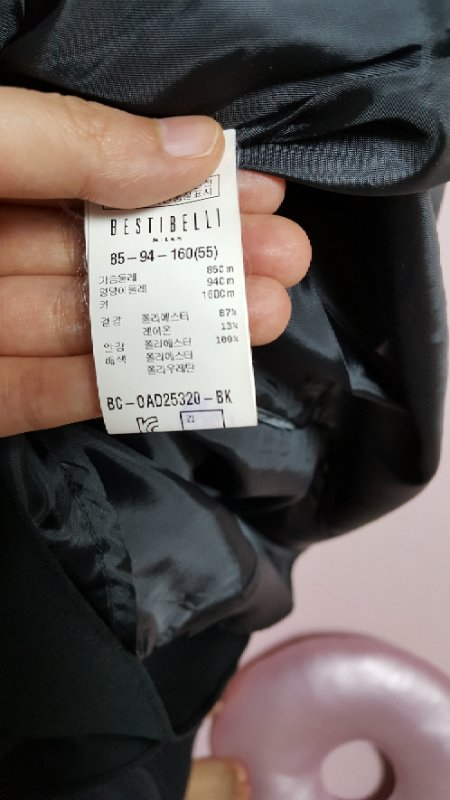 BESTIBELLI
MILAN
85-94-160(55)
가슴둘레 85Cm
엉덩이둘레 94Cm
키 160Cm
겉감 폴리에스터 87%
레이온 13%
안감 폴리에스터 100%
배색 폴리에스터
폴리우레탄
BC-OAD25320-BK